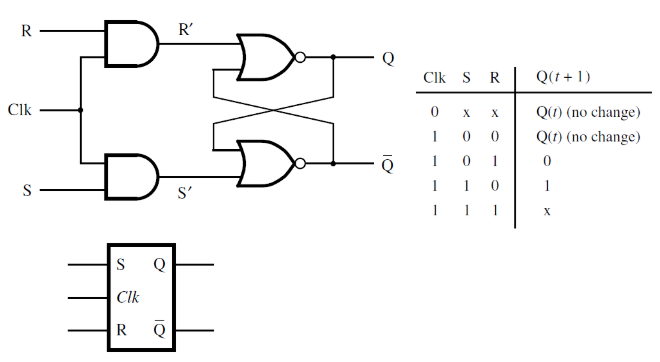 R
R′
Q
Clk
S
S′
Q̅
Clk S R Q(t + 1)
0 x x Q(t) (no change)
1 0 0 Q(t) (no change)
1 0 1 0
1 1 0 1
1 1 1 x
S Q
Clk
R Q̅